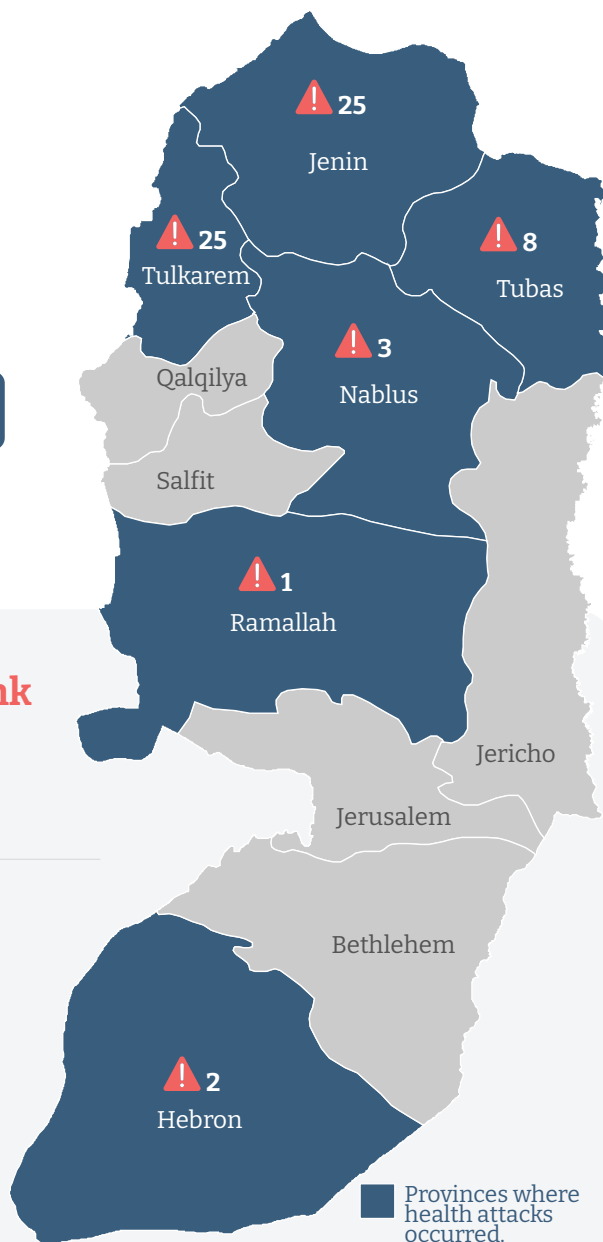 25
Jenin
25
Tulkarem
8
Tubas
3
Nablus
Qalqilya
Salfit
1
Ramallah
nk
Jericho
Jerusalem
Bethlehem
2
Hebron
Provinces where
health attacks
occurred.